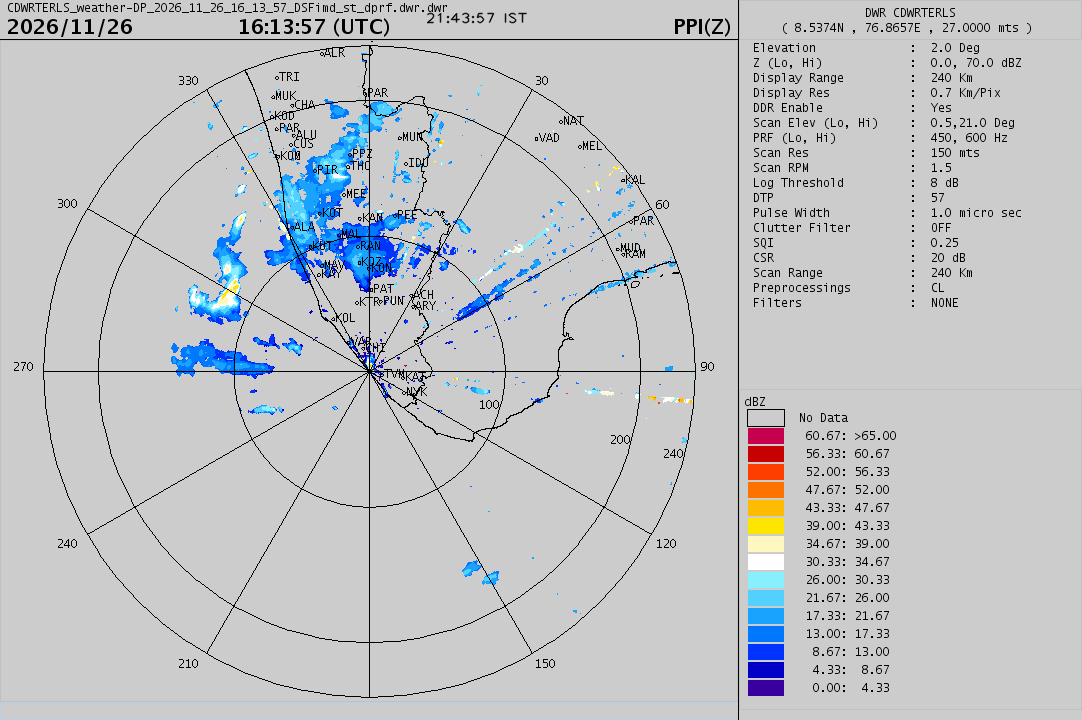 CDWRTERLS_weather-DP_2026_11_26_16_13_57_DSFimd_st_dprf.dwr.dwr
2026/11/26 16:13:57 (UTC) 21:43:57 IST PPI(Z)
DWR CDWRTERLS
( 8.5374N , 76.8657E , 27.0000 mts )
Elevation : 2.0 Deg
Z (Lo, Hi) : 0.0, 70.0 dBZ
Display Range : 240 Km
Display Res : 0.7 Km/Pix
DDR Enable : Yes
Scan Elev (Lo, Hi) : 0.5,21.0 Deg
PRF (Lo, Hi) : 450, 600 Hz
Scan Res : 150 mts
Scan RPM : 1.5
Log Threshold : 8 dB
DTP : 57
Pulse Width : 1.0 micro sec
Clutter Filter : OFF
SQI : 0.25
CSR : 20 dB
Scan Range : 240 Km
Preprocessings : CL
Filters : NONE
dBZ
No Data
60.67: >65.00
56.33: 60.67
52.00: 56.33
47.67: 52.00
43.33: 47.67
39.00: 43.33
34.67: 39.00
30.33: 34.67
26.00: 30.33
21.67: 26.00
17.33: 21.67
13.00: 17.33
8.67: 13.00
4.33: 8.67
0.00: 4.33
ALR
TRI
330
30
MUK
PAR
CHA
KOD
NAT
PAR
ALU
MUN
VAD
CUS
MEL
KOM
PPZ
THO
IDU
PIR
KAL
MEE
300
60
KOT
KAN
PEE
PAR
ALA
MAL
KUT
RAN
MUD
RAM
MAV
KOZ
KON
KAY
PAT
ACH
KTR
PUN
ARY
KOL
VAR
CHI
270
90
TVM
KAT
NYK
100
200
240
240
120
210
150